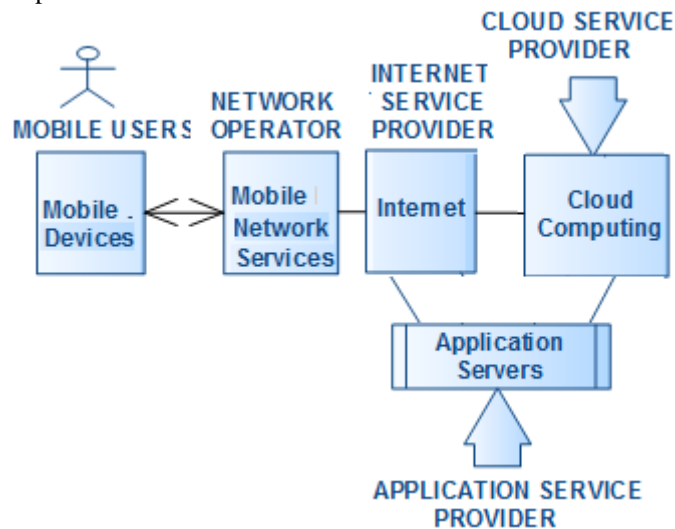 CLOUD SERVICE
PROVIDER
INTERNET
SERVICE
PROVIDER
NETWORK
OPERATOR
MOBILE USERS
Mobile
Devices
Mobile
Network
Services
Internet
Cloud
Computing
Application
Servers
APPLICATION SERVICE
PROVIDER